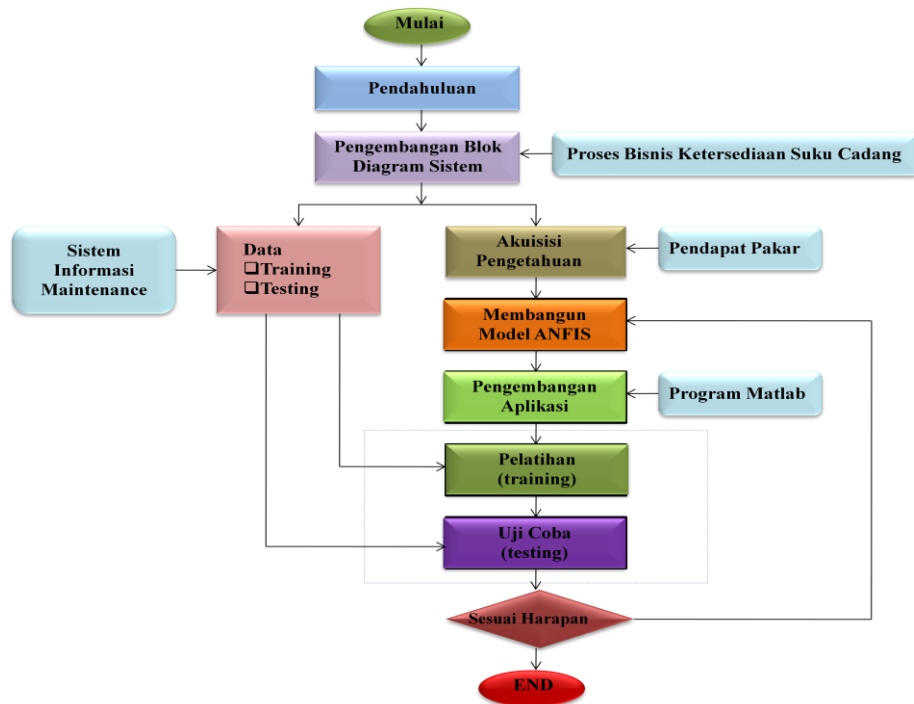 Mulai
Pendahuluan
Pengembangan Blok
Diagram Sistem
Proses Bisnis Ketersediaan Suku Cadang
Sistem
Informasi
Maintenance
Data
❑Training
❑Testing
Akuisisi
Pengetahuan
Pendapat Pakar
Membangun
Model ANFIS
Pengembangan
Aplikasi
Program Matlab
Pelatihan
(training)
Uji Coba
(testing)
Sesuai Harapan
END